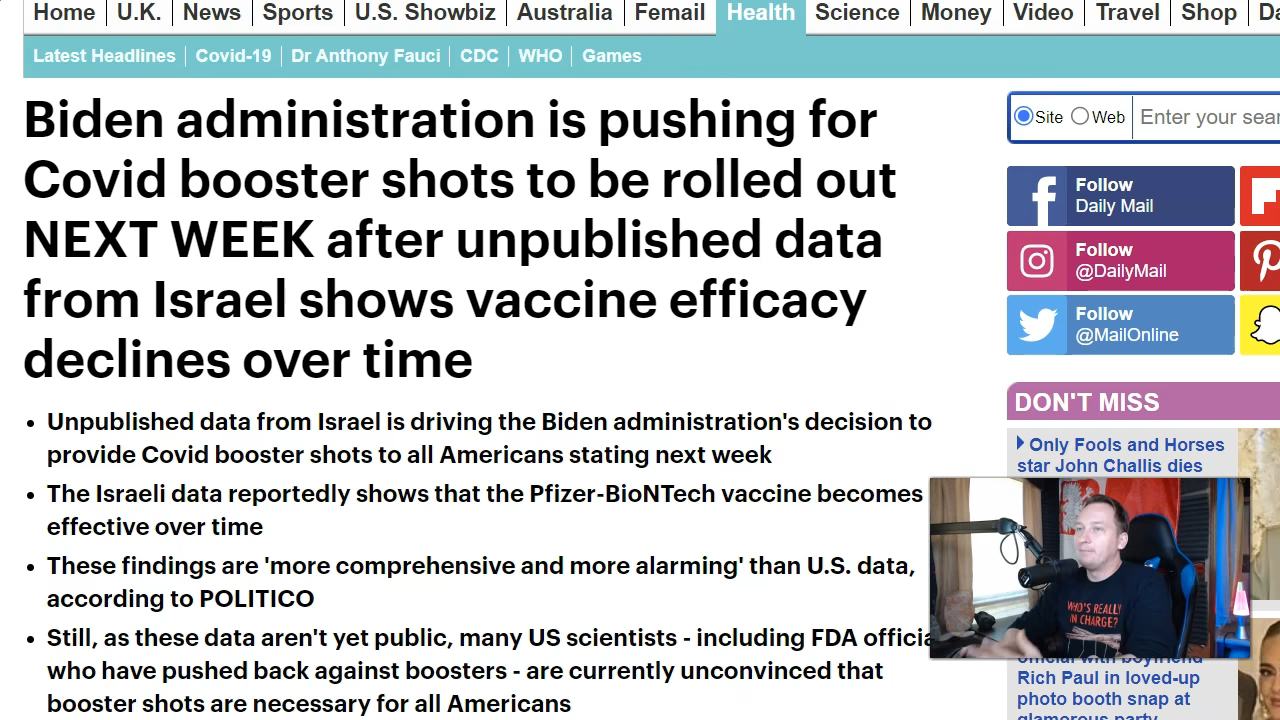 Home U.K. News Sports U.S. Showbiz Australia Femail Health Science Money Video Travel Shop
Latest Headlines Covid-19 Dr Anthony Fauci CDC WHO Games
Biden administration is pushing for
Covid booster shots to be rolled out
NEXT WEEK after unpublished data
from Israel shows vaccine efficacy
declines over time
Unpublished data from Israel is driving the Biden administration's decision to
provide Covid booster shots to all Americans stating next week
The Israeli data reportedly shows that the Pfizer-BioNTech vaccine becomes
effective over time
These findings are 'more comprehensive and more alarming' than U.S. data,
according to POLITICO
Still, as these data aren't yet public, many US scientists - including FDA
who have pushed back against boosters - are currently unconvinced that
booster shots are necessary for all Americans
Site Web Enter your
Follow
Daily Mail
Follow
@DailyMail
Follow
@MailOnline
DON'T MISS
Only Fools and Horses
star John Challis dies
WHO'S REALLY
IN CHARGE?
official with boyfriend
Rich Paul in loved-up
photo booth snap at
glamorous party